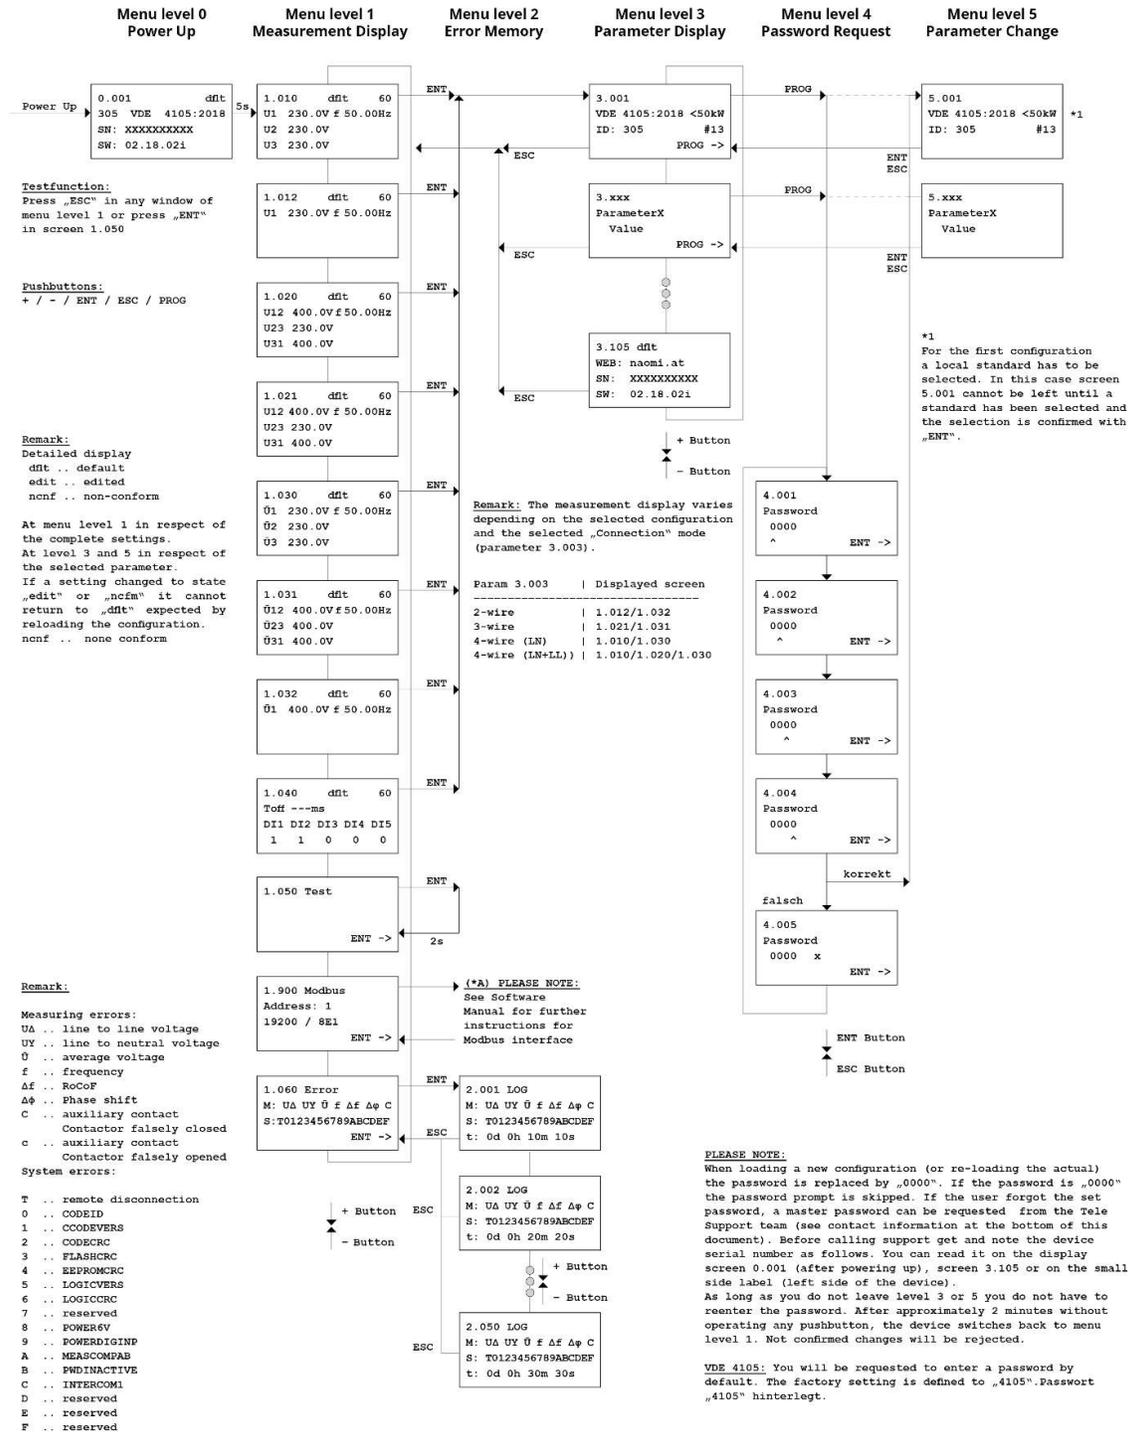 Menu level 0
Power Up
Menu level 1
Measurement Display
Menu level 2
Error Memory
Menu level 3
Parameter Display
Menu level 4
Password Request
Menu level 5
Parameter Change
Power Up
0.001 dflt
305 VDE 4105:2018
SN: XXXXXXXXXX
SW: 02.18.02i
5s
Testfunction:
Press „ESC“ in any window of
menu level 1 or press „ENT“
in screen 1.050
Pushbuttons:
+ / - / ENT / ESC / PROG
Remark:
Detailed display
dflt .. default
edit .. edited
ncnf .. non-conform
At menu level 1 in respect of
the complete settings.
At level 3 and 5 in respect of
the selected parameter.
If a setting changed to state
„edit“ or „ncfm“ it cannot
return to „dflt“ expected by
reloading the configuration.
ncnf .. none conform
Remark:
Measuring errors:
UΔ .. line to line voltage
UY .. line to neutral voltage
Ū .. average voltage
f .. frequency
Δf .. RoCoF
Δϕ .. Phase shift
C .. auxiliary contact
Contactor falsely closed
c .. auxiliary contact
Contactor falsely opened
System errors:
T .. remote disconnection
0 .. CODEID
1 .. CCODEVERS
2 .. CODECRC
3 .. FLASHCRC
4 .. EEPROMCRC
5 .. LOGICVERS
6 .. LOGICCRC
7 .. reserved
8 .. POWER6V
9 .. POWERDIGINP
A .. MEASCOMPAB
B .. PWDINACTIVE
C .. INTERCOM1
D .. reserved
E .. reserved
F .. reserved
1.010 dflt 60
U1 230.0V f 50.00Hz
U2 230.0V
U3 230.0V
ENT
1.012 dflt 60
U1 230.0V f 50.00Hz
ENT
1.020 dflt 60
U12 400.0V f 50.00Hz
U23 230.0V
U31 400.0V
ENT
1.021 dflt 60
U12 400.0V f 50.00Hz
U23 230.0V
U31 400.0V
ENT
1.030 dflt 60
Ū1 230.0V f 50.00Hz
Ū2 230.0V
Ū3 230.0V
ENT
1.031 dflt 60
Ū12 400.0V f 50.00Hz
Ū23 400.0V
Ū31 400.0V
ENT
1.032 dflt 60
Ū1 400.0V f 50.00Hz
ENT
1.040 dflt 60
Toff ---ms
DI1 DI2 DI3 DI4 DI5
1 1 0 0 0
ENT
1.050 Test
ENT ->
ENT
2s
1.900 Modbus
Address: 1
19200 / 8E1
ENT ->
(*A) PLEASE NOTE:
See Software
Manual for further
instructions for
Modbus interface
1.060 Error
M: UΔ UY Ū f Δf Δφ C
S:T0123456789ABCDEF
ENT ->
ENT
ESC
+ Button
− Button
2.001 LOG
M: UΔ UY Ū f Δf Δφ C
S: T0123456789ABCDEF
t: 0d 0h 10m 10s
ESC
2.002 LOG
M: UΔ UY Ū f Δf Δφ C
S: T0123456789ABCDEF
t: 0d 0h 20m 20s
+ Button
− Button
ESC
2.050 LOG
M: UΔ UY Ū f Δf Δφ C
S: T0123456789ABCDEF
t: 0d 0h 30m 30s
3.001
VDE 4105:2018 <50kW
ID: 305 #13
PROG ->
ESC
PROG
3.xxx
ParameterX
Value
PROG ->
ESC
PROG
3.105 dflt
WEB: naomi.at
SN: XXXXXXXXXX
SW: 02.18.02i
ESC
+ Button
− Button
Remark: The measurement display varies
depending on the selected configuration
and the selected „Connection“ mode
(parameter 3.003).
Param 3.003 | Displayed screen
----------------------------------
2-wire | 1.012/1.032
3-wire | 1.021/1.031
4-wire (LN) | 1.010/1.030
4-wire (LN+LL)) | 1.010/1.020/1.030
4.001
Password
0000
^ ENT ->
4.002
Password
0000
^ ENT ->
4.003
Password
0000
^ ENT ->
4.004
Password
0000
^ ENT ->
korrekt
falsch
4.005
Password
0000 x
ENT ->
ENT Button
ESC Button
5.001
VDE 4105:2018 <50kW
ID: 305 #13
*1
ENT
ESC
5.xxx
ParameterX
Value
ENT
ESC
*1
For the first configuration
a local standard has to be
selected. In this case screen
5.001 cannot be left until a
standard has been selected and
the selection is confirmed with
„ENT“.
PLEASE NOTE:
When loading a new configuration (or re-loading the actual)
the password is replaced by „0000“. If the password is „0000“
the password prompt is skipped. If the user forgot the set
password, a master password can be requested from the Tele
Support team (see contact information at the bottom of this
document). Before calling support get and note the device
serial number as follows. You can read it on the display
screen 0.001 (after powering up), screen 3.105 or on the small
side label (left side of the device).
As long as you do not leave level 3 or 5 you do not have to
reenter the password. After approximately 2 minutes without
operating any pushbutton, the device switches back to menu
level 1. Not confirmed changes will be rejected.
VDE 4105: You will be requested to enter a password by
default. The factory setting is defined to „4105“.Passwort
„4105“ hinterlegt.